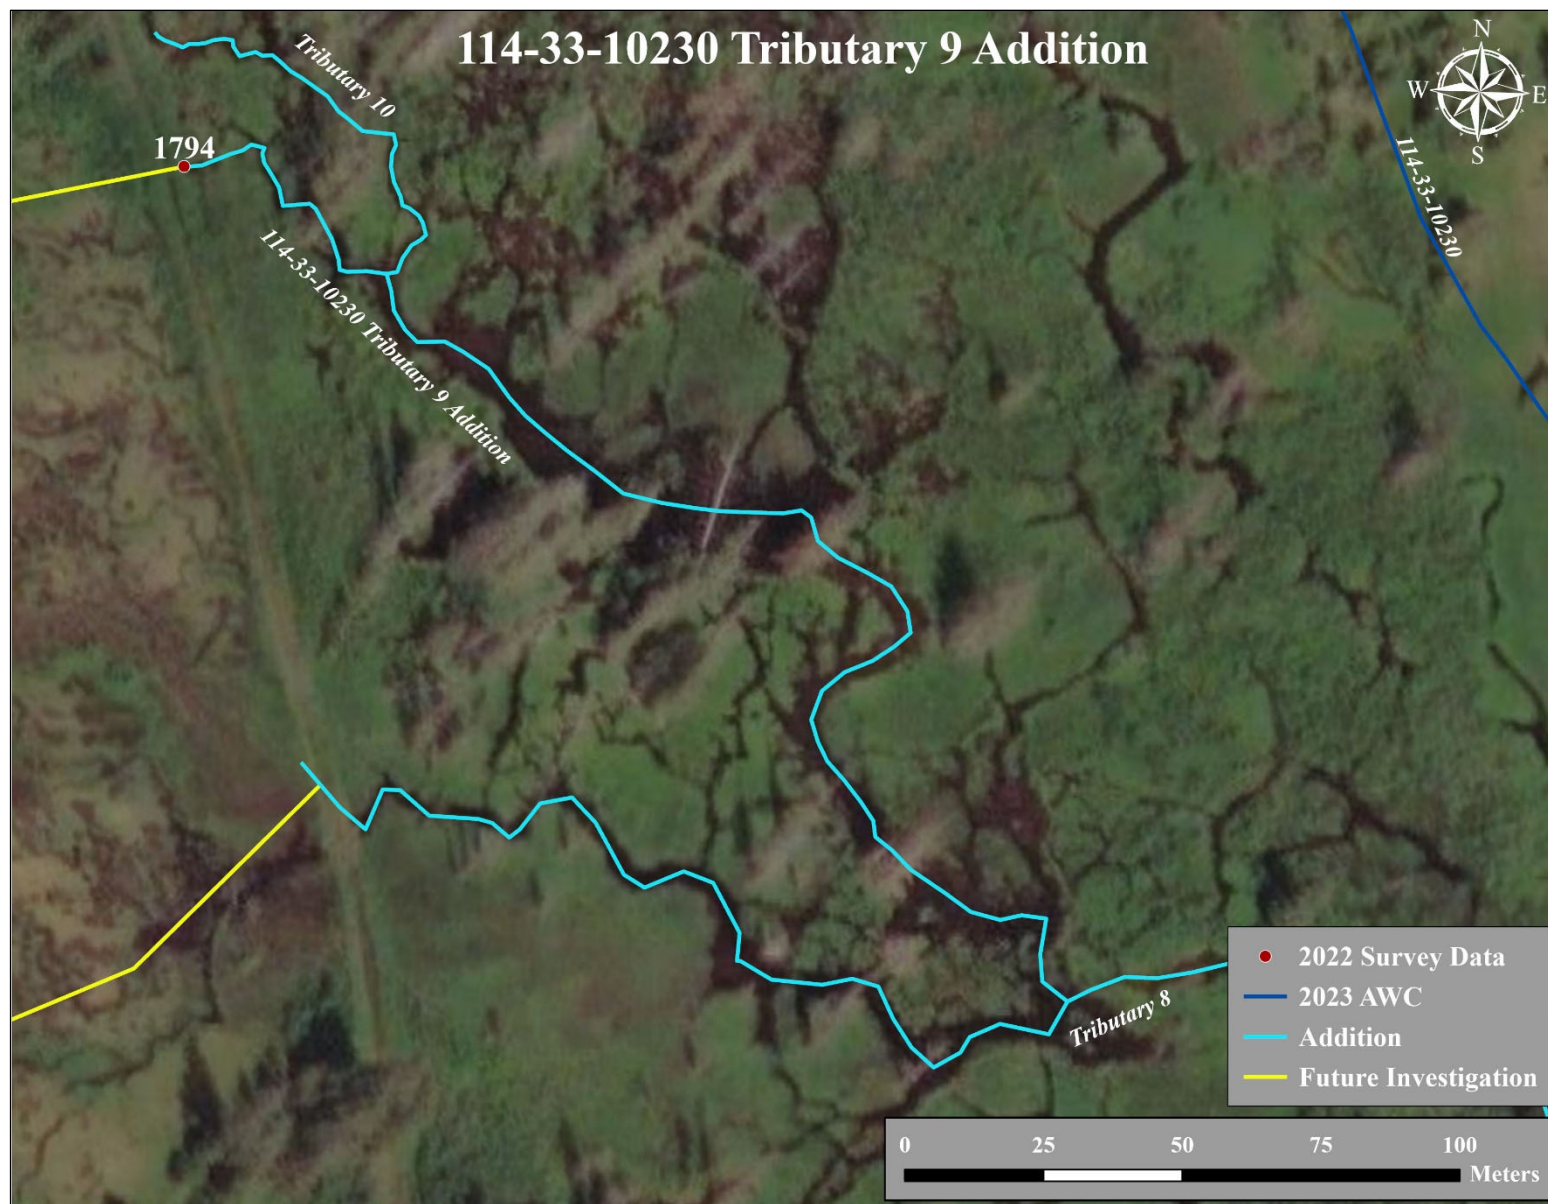 114-33-10230 Tributary 9 Addition
N
W E
S
Tributary 10
1794
114-33-10230
114-33-10230 Tributary 9 Addition
Tributary 8
2022 Survey Data
2023 AWC
Addition
Future Investigation
0 25 50 75 100
Meters